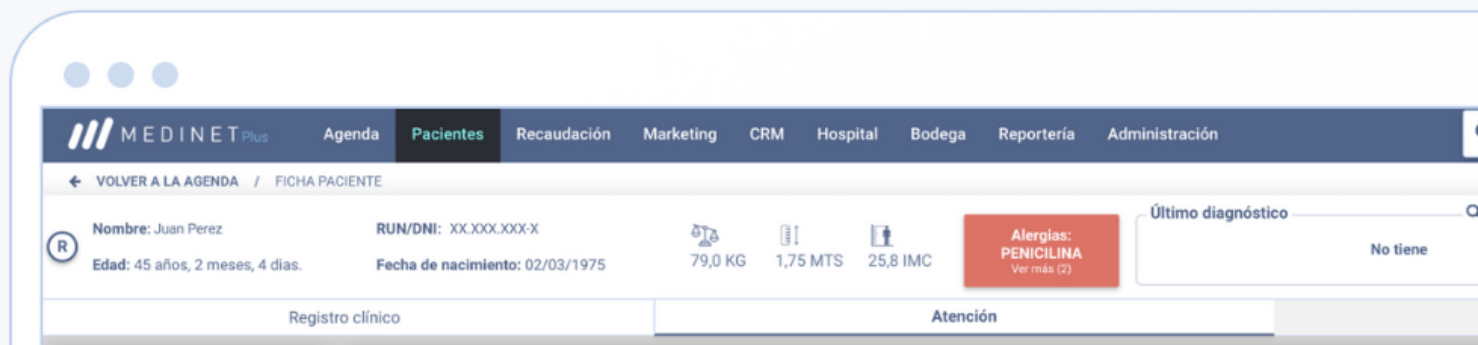 MEDINET Plus Agenda Pacientes Recaudación Marketing CRM Hospital Bodega Reportería Administración
VOLVER A LA AGENDA / FICHA PACIENTE
R
Nombre: Juan Perez
Edad: 45 años, 2 meses, 4 dias.
RUN/DNI: XX.XXX.XXX-X
Fecha de nacimiento: 02/03/1975
79,0 KG 1,75 MTS 25,8 IMC
Alergias:
PENICILINA
Ver más (2)
Último diagnóstico
No tiene
Registro clínico Atención